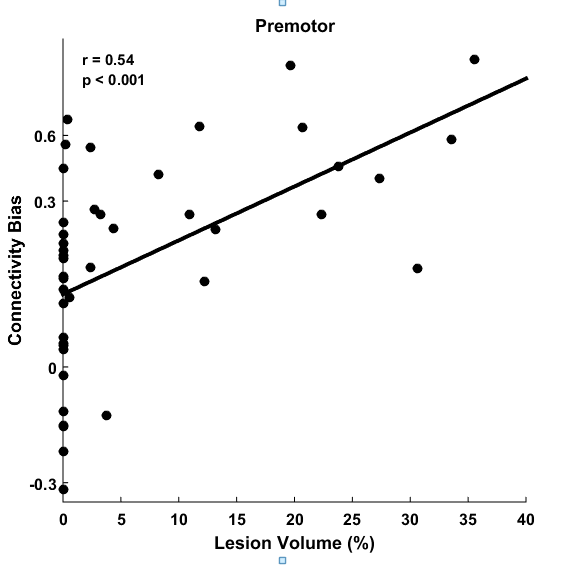 Premotor
r = 0.54
p < 0.001
0.6
0.3
0
-0.3
Connectivity Bias
0 5 10 15 20 25 30 35 40
Lesion Volume (%)